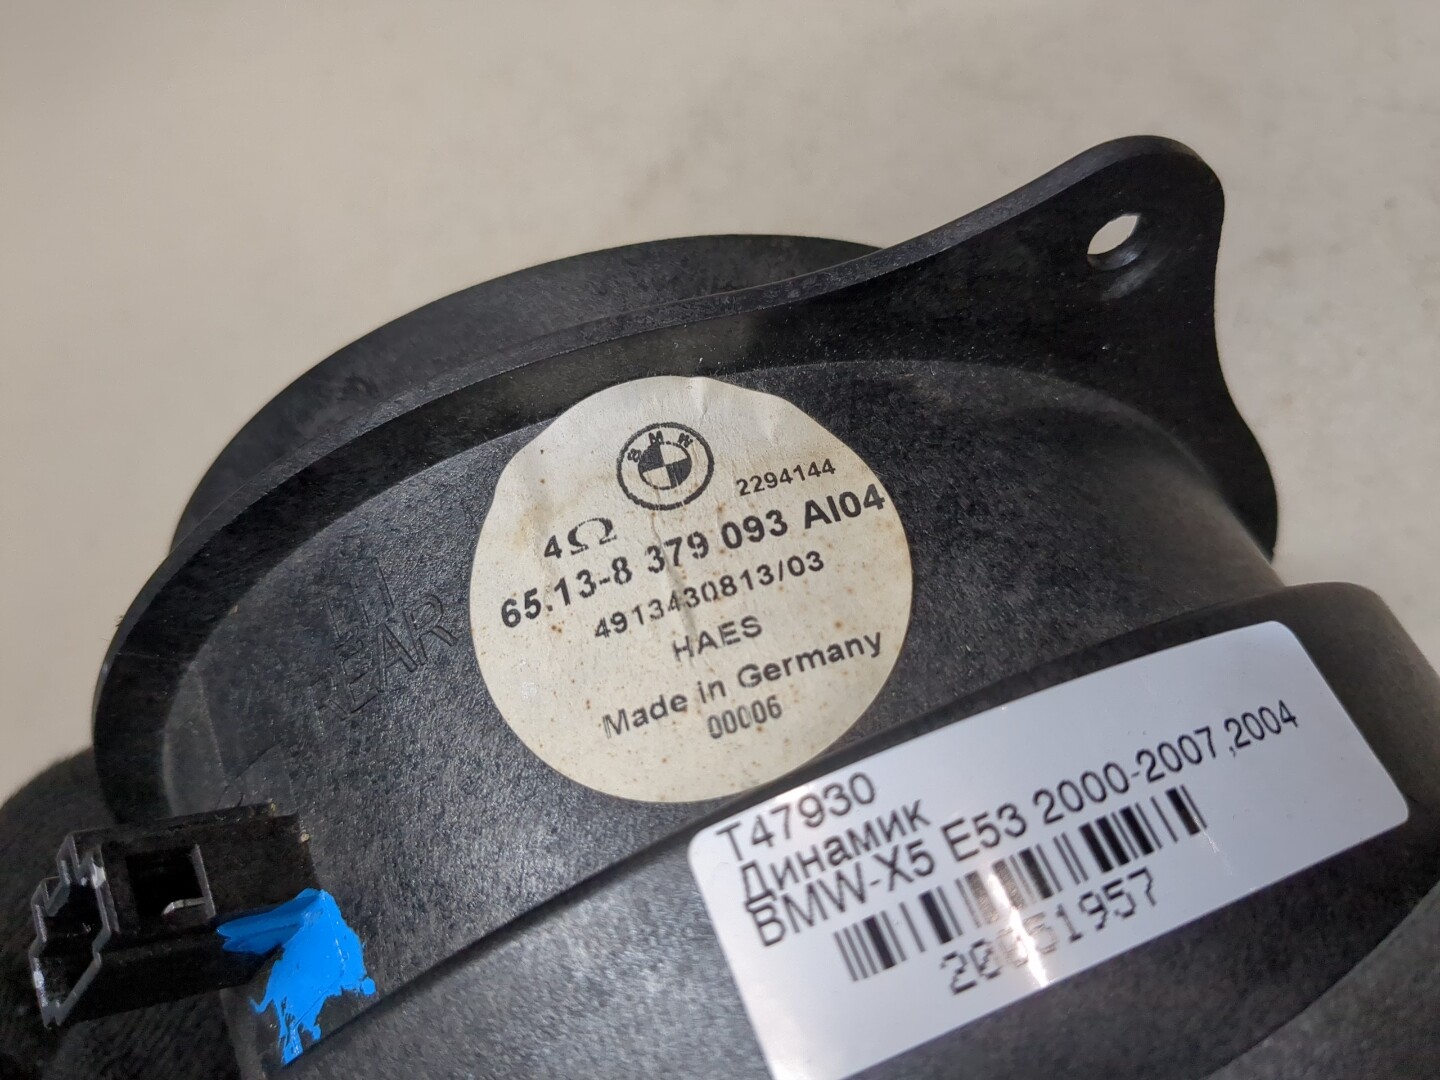 BMW
2294144
4Ω
65.13-8 379 093 AI04
4913430813/03
HAES
Made in Germany
00006
REAR
T47930
Динамик
BMW-X5 E53 2000-2007,2004